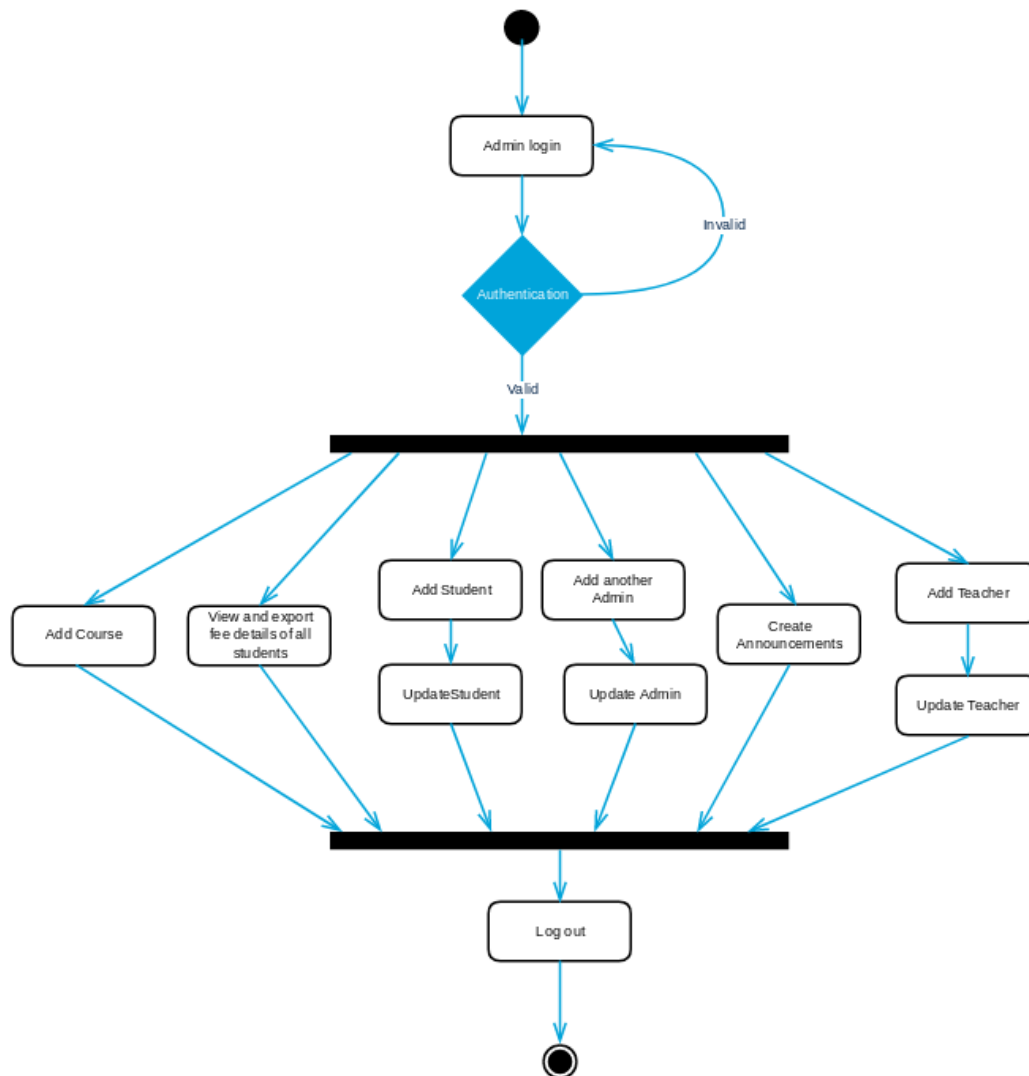 Admin login
Invalid
Authentication
Valid
Add Student
Add another
Admin
Add Teacher
Add Course
View and export
fee details of all
students
Create
Announcements
UpdateStudent
Update Admin
Update Teacher
Log out